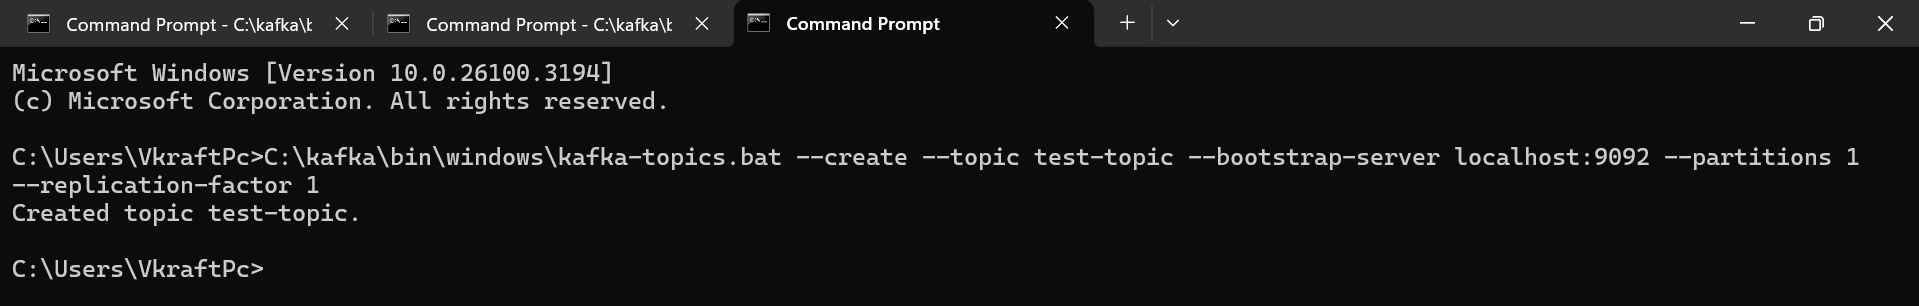 Command Prompt - C:\kafka\b
Command Prompt - C:\kafka\b
Command Prompt
Microsoft Windows [Version 10.0.26100.3194]
(c) Microsoft Corporation. All rights reserved.
C:\Users\VkraftPc>C:\kafka\bin\windows\kafka-topics.bat --create --topic test-topic --bootstrap-server localhost:9092 --partitions 1
--replication-factor 1
Created topic test-topic.
C:\Users\VkraftPc>